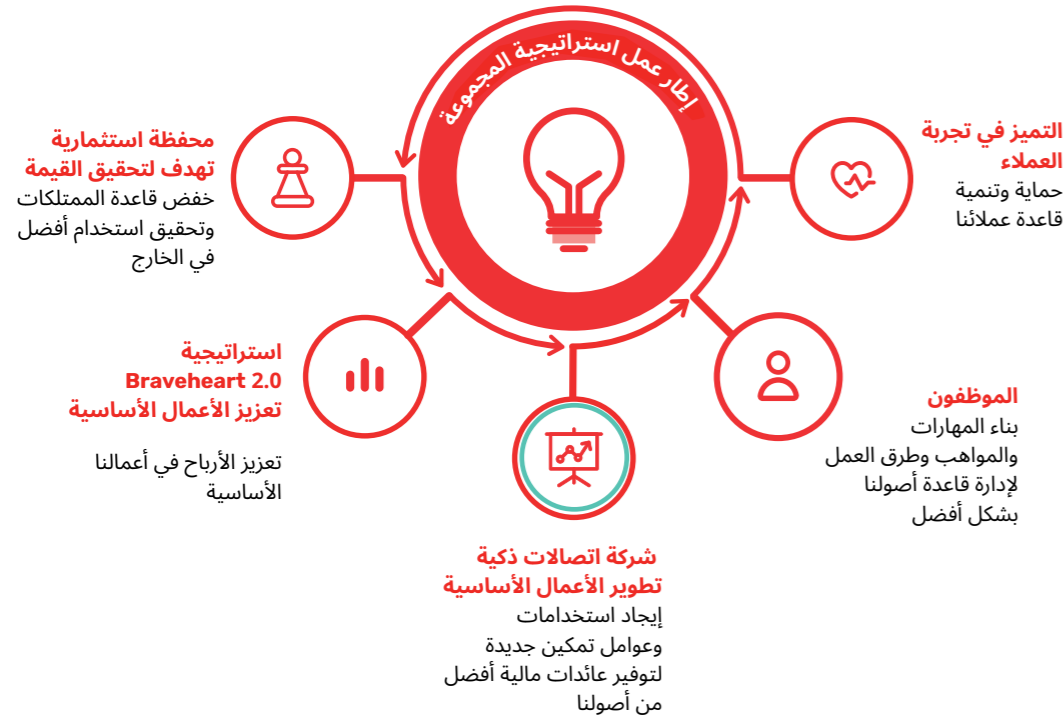 إطار عمل استراتيجية المجموعة
التميز في تجربة
العملاء
حماية وتنمية
قاعدة عملائنا
الموظفون
بناء المهارات
والمواهب وطرق العمل
لإدارة قاعدة أصولنا
بشكل أفضل
شركة اتصالات ذكية
تطوير الأعمال الأساسية
إيجاد استخدامات
وعوامل تمكين جديدة
لتوفير عائدات مالية أفضل
من أصولنا
استراتيجية
Braveheart 2.0
تعزيز الأعمال الأساسية
تعزيز الأرباح في أعمالنا
الأساسية
محفظة استثمارية
تهدف لتحقيق القيمة
خفض قاعدة الممتلكات
وتحقيق استخدام أفضل
في الخارج